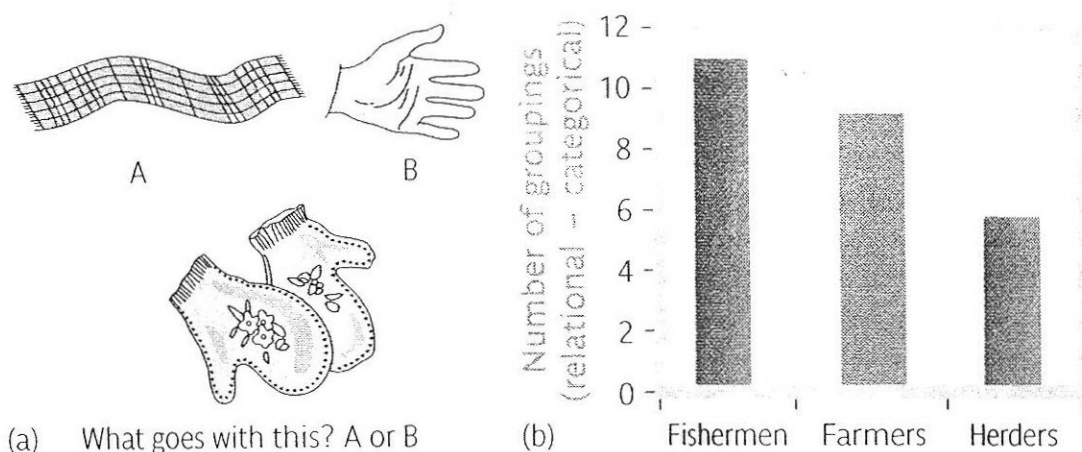 A
B
(a) What goes with this? A or B
Number of groupings
(relational – categorical)
12
10
8
6
4
2
0
(b)
Fishermen
Farmers
Herders